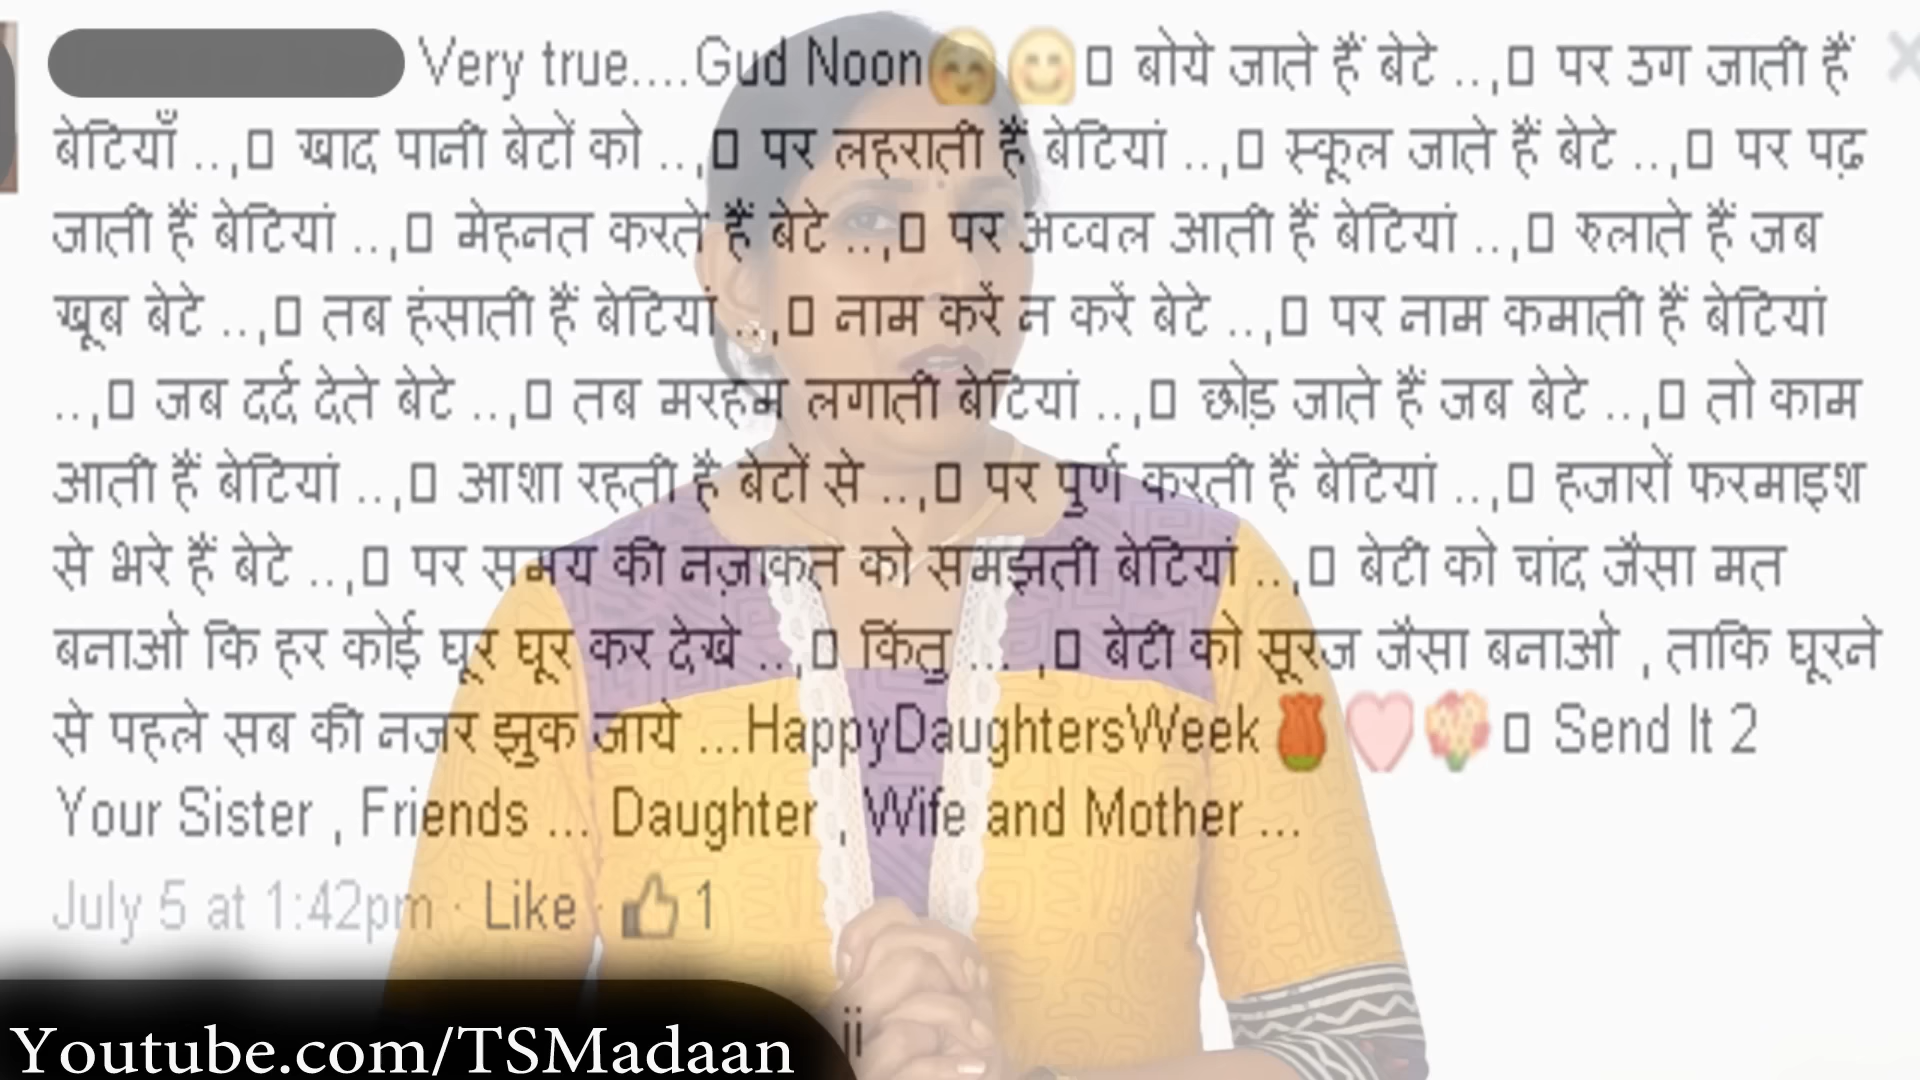 Very true....Gud Noon😊😊▯ बोये जाते हैं बेटे ..,▯ पर उग जाती हैं
बेटियाँ ..,▯ खाद पानी बेटों को ..,▯ पर लहराती हैं बेटियां ..,▯ स्कूल जाते हैं बेटे ..,▯ पर पढ़
जाती हैं बेटियां ..,▯ मेहनत करते हैं बेटे ..,▯ पर अव्वल आती हैं बेटियां ..,▯ रुलाते हैं जब
खूब बेटे ..,▯ तब हंसाती हैं बेटियां ..,▯ नाम करें न करें बेटे ..,▯ पर नाम कमाती हैं बेटियां
..,▯ जब दर्द देते बेटे ..,▯ तब मरहम लगाती बेटियां ..,▯ छोड़ जाते हैं जब बेटे ..,▯ तो काम
आती हैं बेटियां ..,▯ आशा रहती है बेटों से ..,▯ पर पुर्ण करती हैं बेटियां ..,▯ हजारों फरमाइश
से भरे हैं बेटे ..,▯ पर समय की नज़ाकत को समझती बेटियां ..,▯ बेटी को चांद जैसा मत
बनाओ कि हर कोई घूर घूर कर देखे ..,▯ किंतु ... ,▯ बेटी को सूरज जैसा बनाओ , ताकि घूरने
से पहले सब की नजर झुक जाये ...HappyDaughtersWeek🌷💗💐▯ Send It 2
Your Sister , Friends ... Daughter , Wife and Mother ...
July 5 at 1:42pm · Like · 👍 1
ji
Youtube.com/TSMadaan